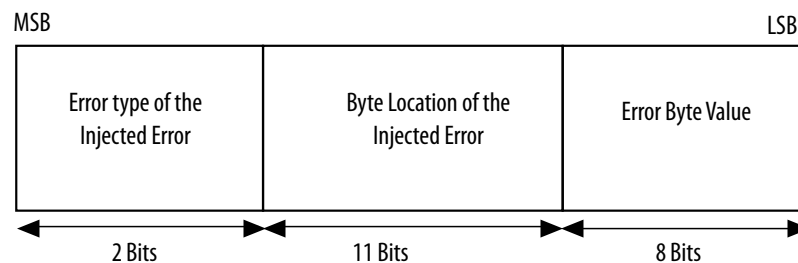 MSB
LSB
Error type of the
Injected Error
Byte Location of the
Injected Error
Error Byte Value
2 Bits
11 Bits
8 Bits